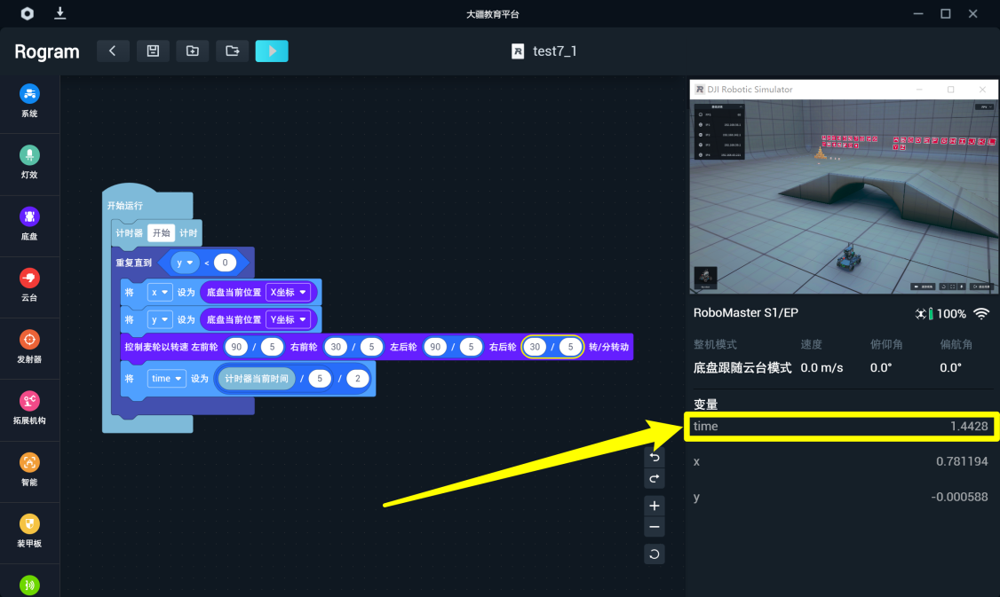 大疆教育平台
Rogram
test7_1
系统
灯效
底盘
云台
发射器
拓展机构
智能
装甲板
开始运行
计时器 开始 计时
重复直到 y < 0
将 x 设为 底盘当前位置 X坐标
将 y 设为 底盘当前位置 Y坐标
控制麦轮以转速 左前轮 90 / 5 右前轮 30 / 5 左后轮 90 / 5 右后轮 30 / 5 转/分转动
将 time 设为 计时器当前时间 / 5 / 2
DJI Robotic Simulator
RoboMaster S1/EP 100%
整机模式 速度 俯仰角 偏航角
底盘跟随云台模式 0.0 m/s 0.0° 0.0°
变量
time 1.4428
x 0.781194
y -0.000588